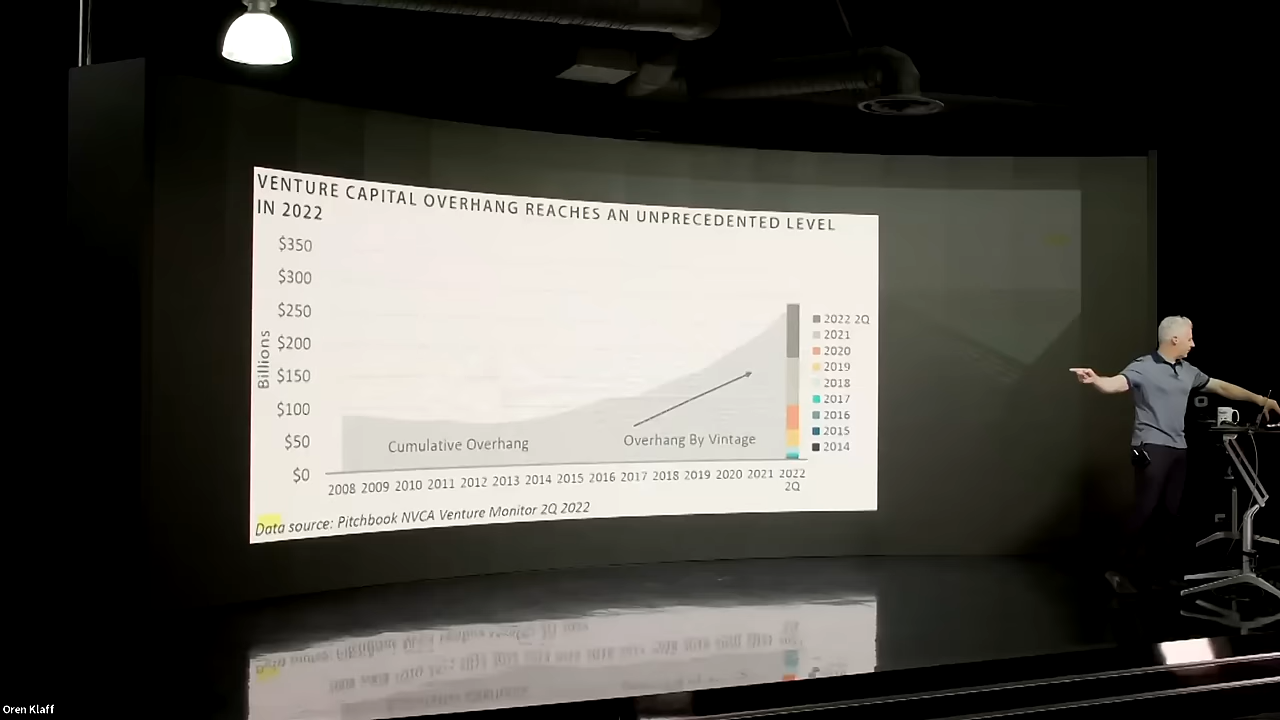 VENTURE CAPITAL OVERHANG REACHES AN UNPRECEDENTED LEVEL
IN 2022
$350
$300
$250
$200
$150
$100
$50
$0
Billions
Cumulative Overhang
Overhang By Vintage
2022 2Q
2021
2020
2019
2018
2017
2016
2015
2014
2008 2009 2010 2011 2012 2013 2014 2015 2016 2017 2018 2019 2020 2021 2022
2Q
Data source: Pitchbook NVCA Venture Monitor 2Q 2022
Oren Klaff